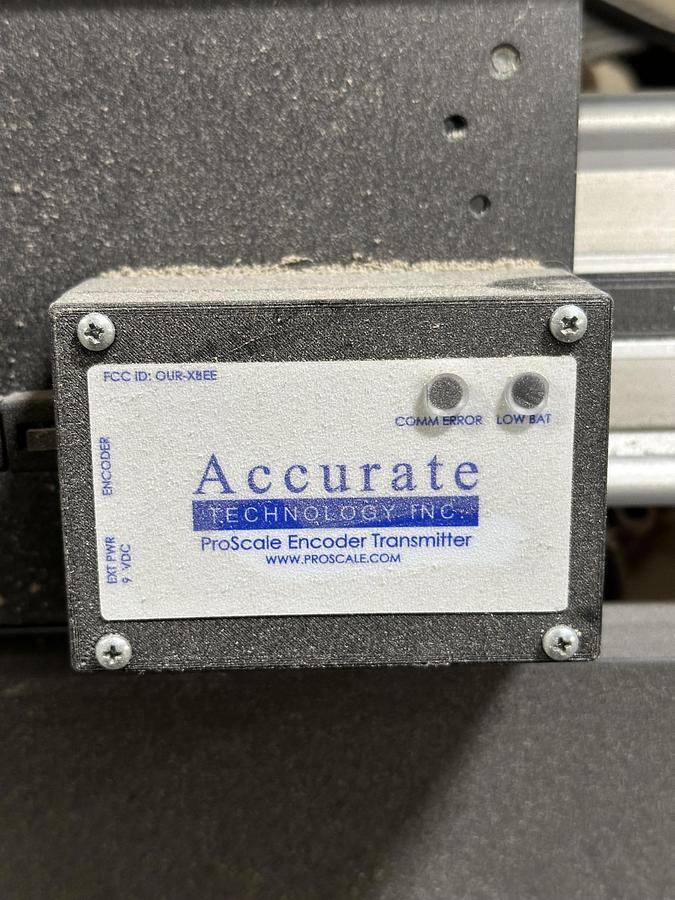 FCC ID: OUR-XBEE
COMM ERROR
LOW BAT
ENCODER
Accurate
TECHNOLOGY INC.
ProScale Encoder Transmitter
WWW.PROSCALE.COM
EXT PWR
9 VDC